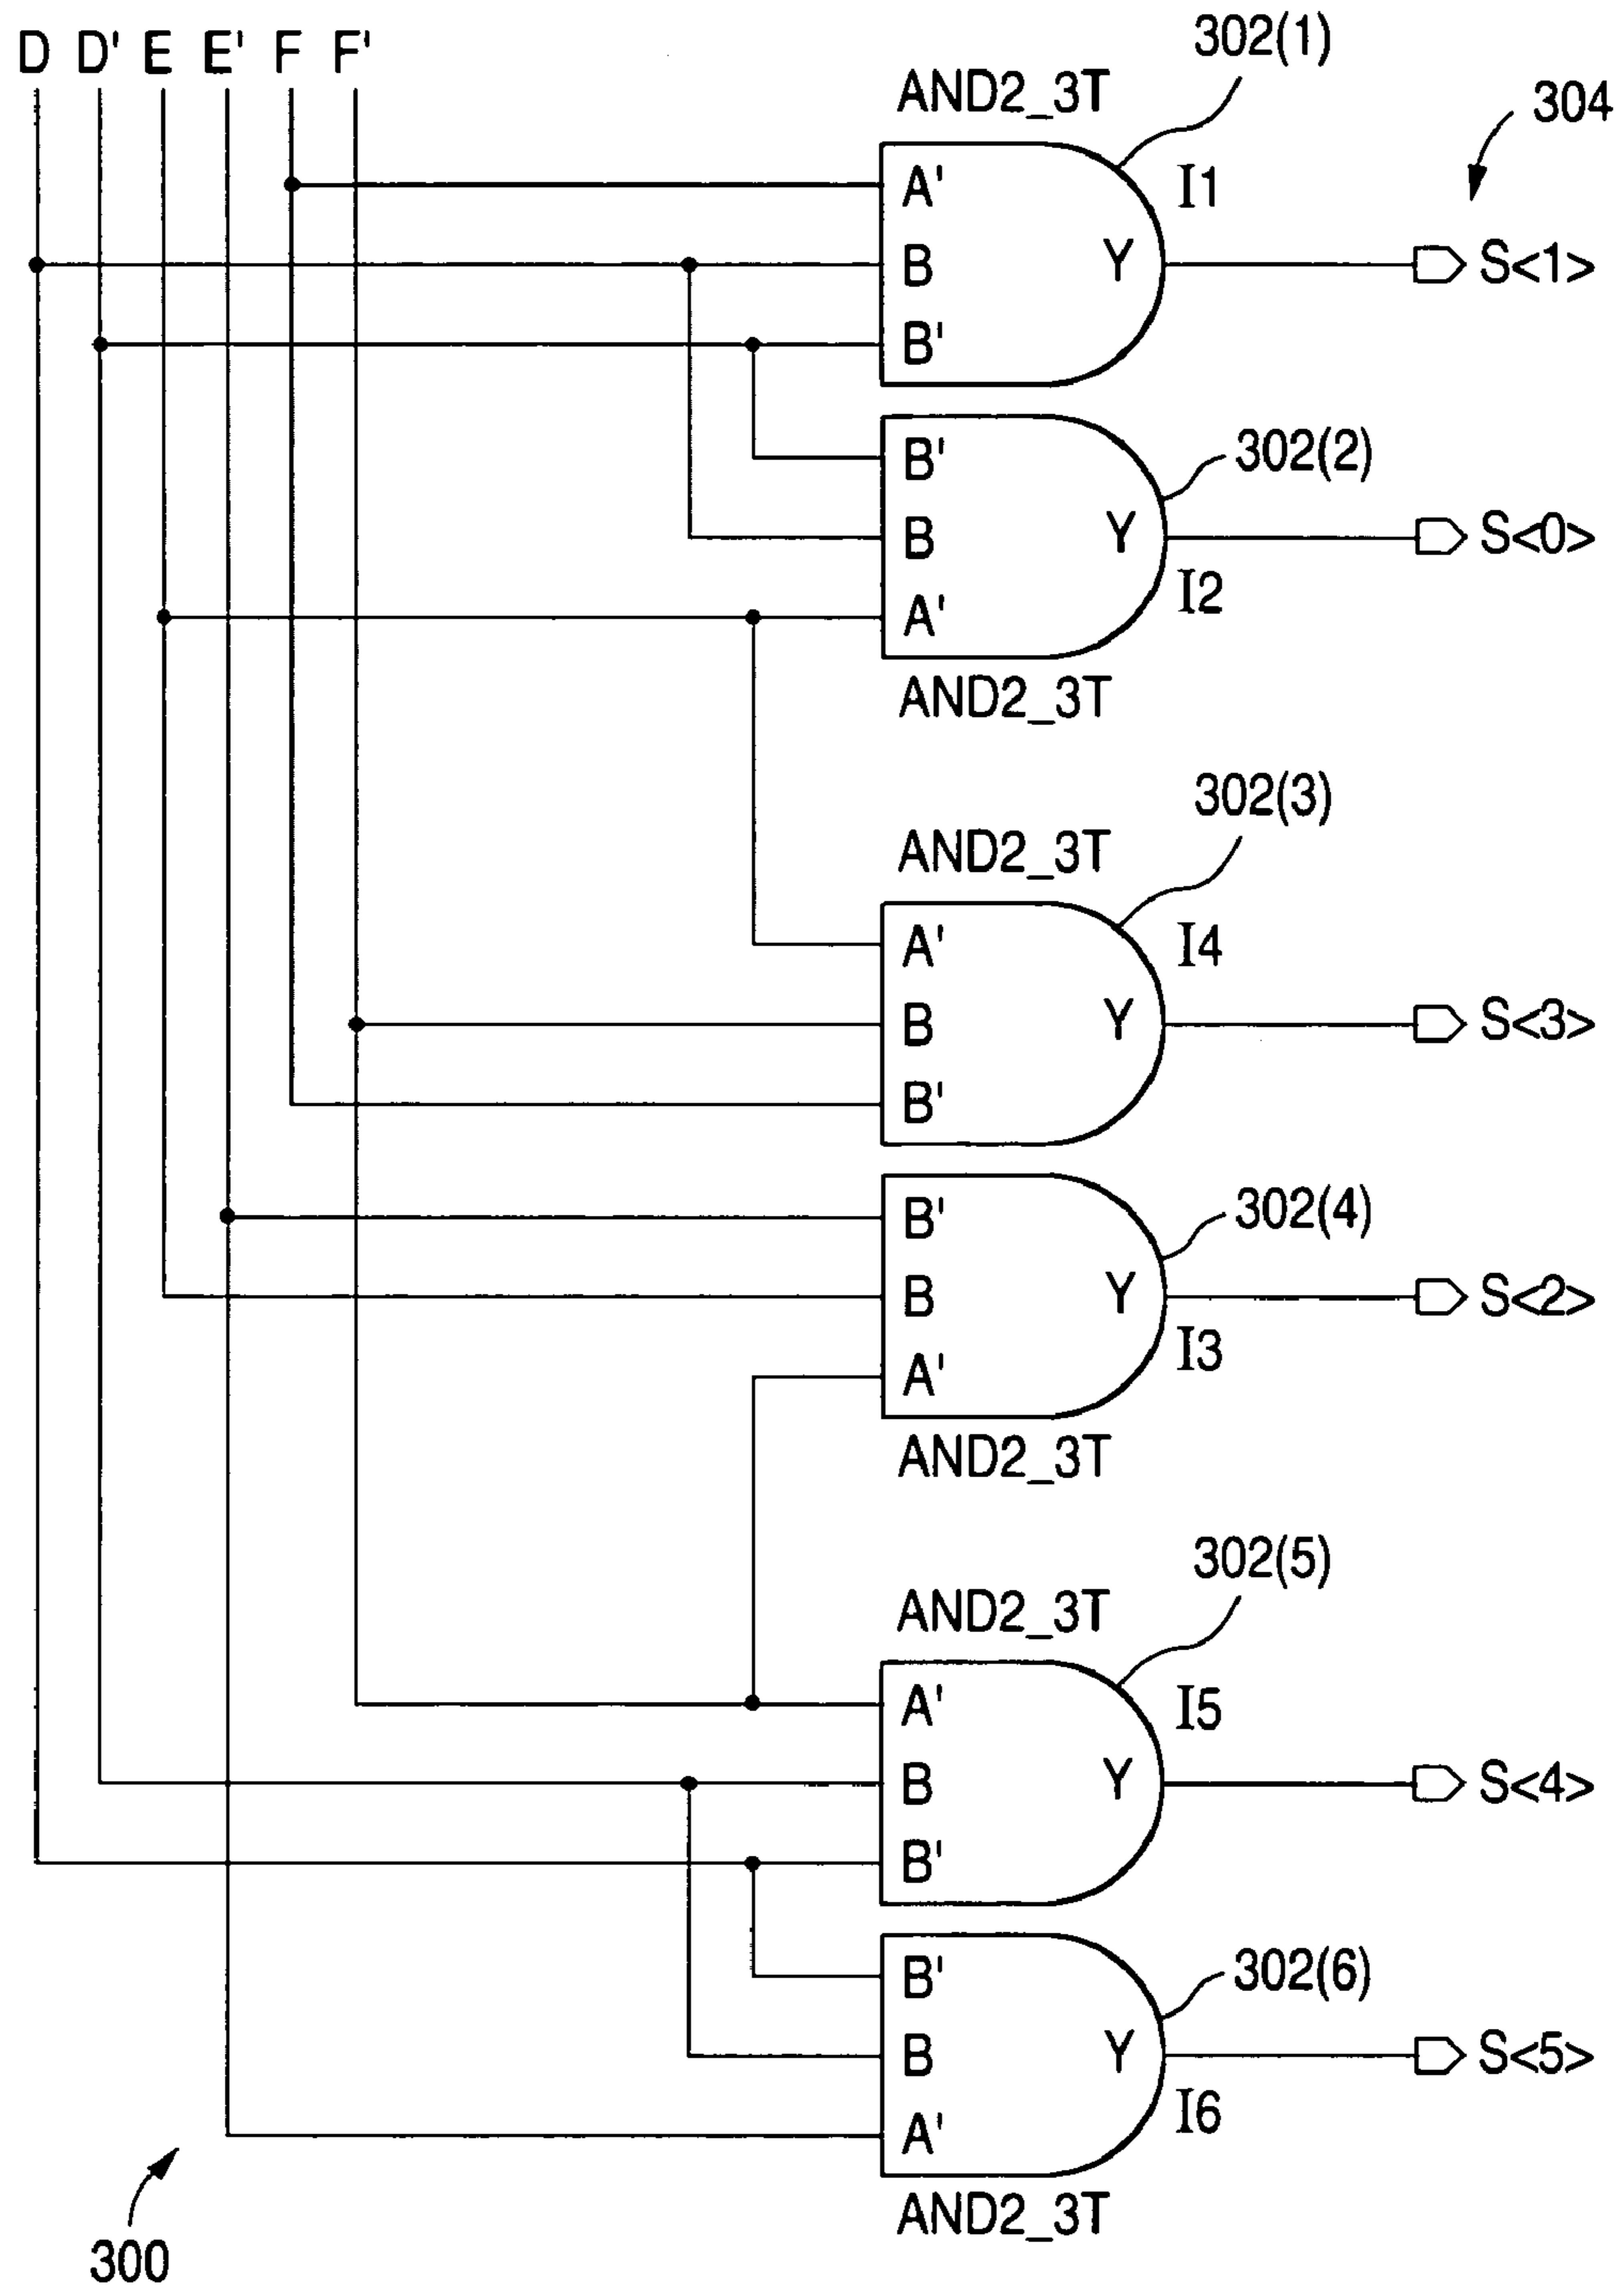 D D' E E' F F'
302(1)
AND2_3T
304
A'
I1
B
Y
S<1>
B'
B'
302(2)
B
Y
S<0>
A'
I2
AND2_3T
302(3)
AND2_3T
A'
I4
B
Y
S<3>
B'
B'
302(4)
B
Y
S<2>
A'
I3
AND2_3T
302(5)
AND2_3T
A'
I5
B
Y
S<4>
B'
B'
302(6)
B
Y
S<5>
A'
I6
AND2_3T
300